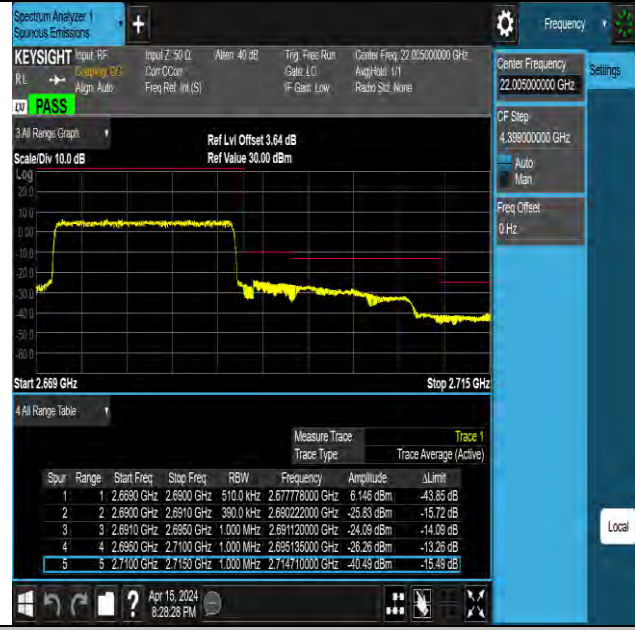 Spectrum Analyzer 1
Spurious Emissions
Frequency
KEYSIGHT Input: RF Input Z: 50 Ω Atten: 40 dB Trig: Free Run Center Freq: 22.005000000 GHz
RL Coupling: DC Corr CCorr Gate: LO Avg|Hold: 1/1
Align: Auto Freq Ref: Int (S) IF Gain: Low Radio Std: None
LXI PASS
Center Frequency
22.005000000 GHz
Settings
CF Step
4.399000000 GHz
Auto
Man
Freq Offset
0 Hz
3 All Range Graph
Ref Lvl Offset 3.64 dB
Scale/Div 10.0 dB Ref Value 30.00 dBm
Log
20.0
10.0
0.00
-10.0
-20.0
-30.0
-40.0
-50.0
-60.0
Start 2.669 GHz Stop 2.715 GHz
4 All Range Table
Measure Trace Trace 1
Trace Type Trace Average (Active)
Spur Range Start Freq Stop Freq RBW Frequency Amplitude ΔLimit
1 1 2.6690 GHz 2.6900 GHz 510.0 kHz 2.677778000 GHz 6.146 dBm -43.85 dB
2 2 2.6900 GHz 2.6910 GHz 390.0 kHz 2.690222000 GHz -25.83 dBm -15.72 dB
3 3 2.6910 GHz 2.6950 GHz 1.000 MHz 2.691120000 GHz -24.09 dBm -14.09 dB
4 4 2.6950 GHz 2.7100 GHz 1.000 MHz 2.695135000 GHz -26.26 dBm -13.26 dB
5 5 2.7100 GHz 2.7150 GHz 1.000 MHz 2.714710000 GHz -40.49 dBm -15.49 dB
Local
Apr 15, 2024
8:28:28 PM